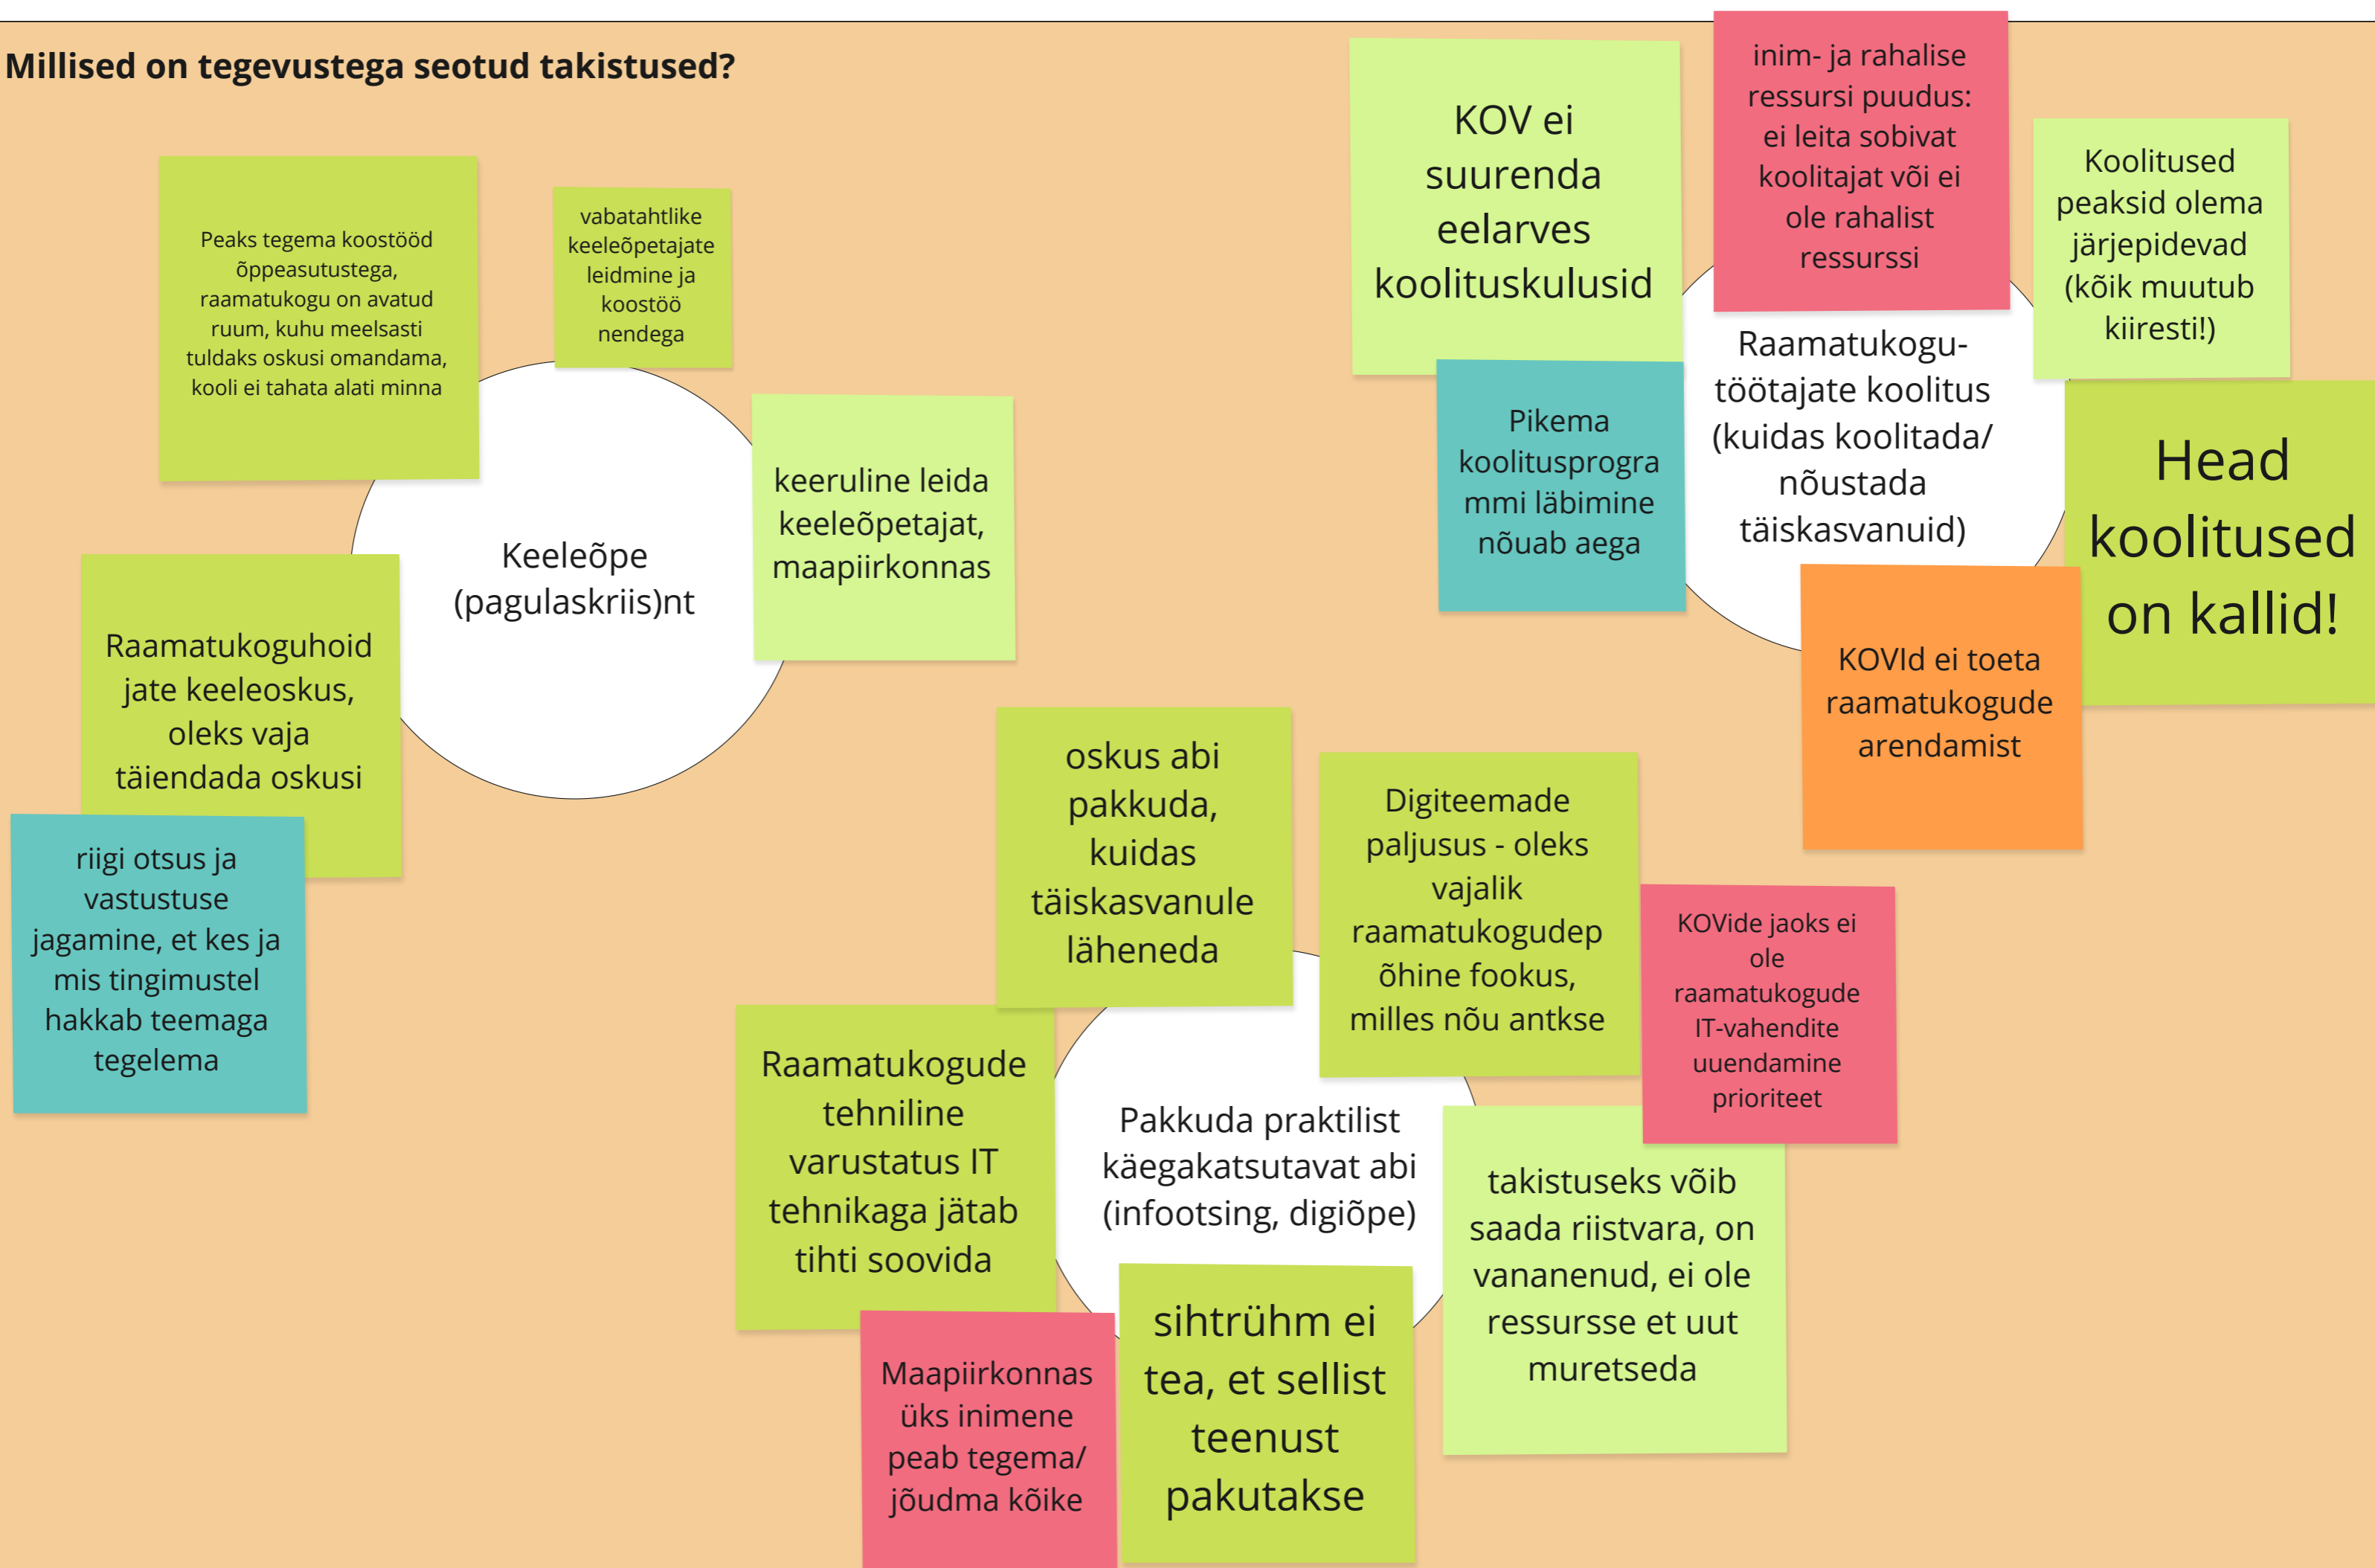 Millised on tegevustega seotud takistused?
Peaks tegema koostööd
õppeasutustega,
raamatukogu on avatud
ruum, kuhu meelsasti
tuldaks oskusi omandama,
kooli ei tahata alati minna
vabatahtlike
keeleõpetajate
leidmine ja
koostöö
nendega
keeruline leida
keeleõpetajat,
maapiirkonnas
Keeleõpe
(pagulaskriis)nt
Raamatukoguhoid
jate keeleoskus,
oleks vaja
täiendada oskusi
riigi otsus ja
vastustuse
jagamine, et kes ja
mis tingimustel
hakkab teemaga
tegelema
KOV ei
suurenda
eelarves
koolituskulusid
inim- ja rahalise
ressursi puudus:
ei leita sobivat
koolitajat või ei
ole rahalist
ressurssi
Koolitused
peaksid olema
järjepidevad
(kõik muutub
kiiresti!)
Pikema
koolitusprogra
mmi läbimine
nõuab aega
Raamatukogu-
töötajate koolitus
(kuidas koolitada/
nõustada
täiskasvanuid)
Head
koolitused
on kallid!
KOVId ei toeta
raamatukogude
arendamist
oskus abi
pakkuda,
kuidas
täiskasvanule
läheneda
Digiteemade
paljusus - oleks
vajalik
raamatukogudep
õhine fookus,
milles nõu antkse
KOVide jaoks ei
ole
raamatukogude
IT-vahendite
uuendamine
prioriteet
Raamatukogude
tehniline
varustatus IT
tehnikaga jätab
tihti soovida
Pakkuda praktilist
käegakatsutavat abi
(infootsing, digiõpe)
takistuseks võib
saada riistvara, on
vananenud, ei ole
ressursse et uut
muretseda
Maapiirkonnas
üks inimene
peab tegema/
jõudma kõike
sihtrühm ei
tea, et sellist
teenust
pakutakse